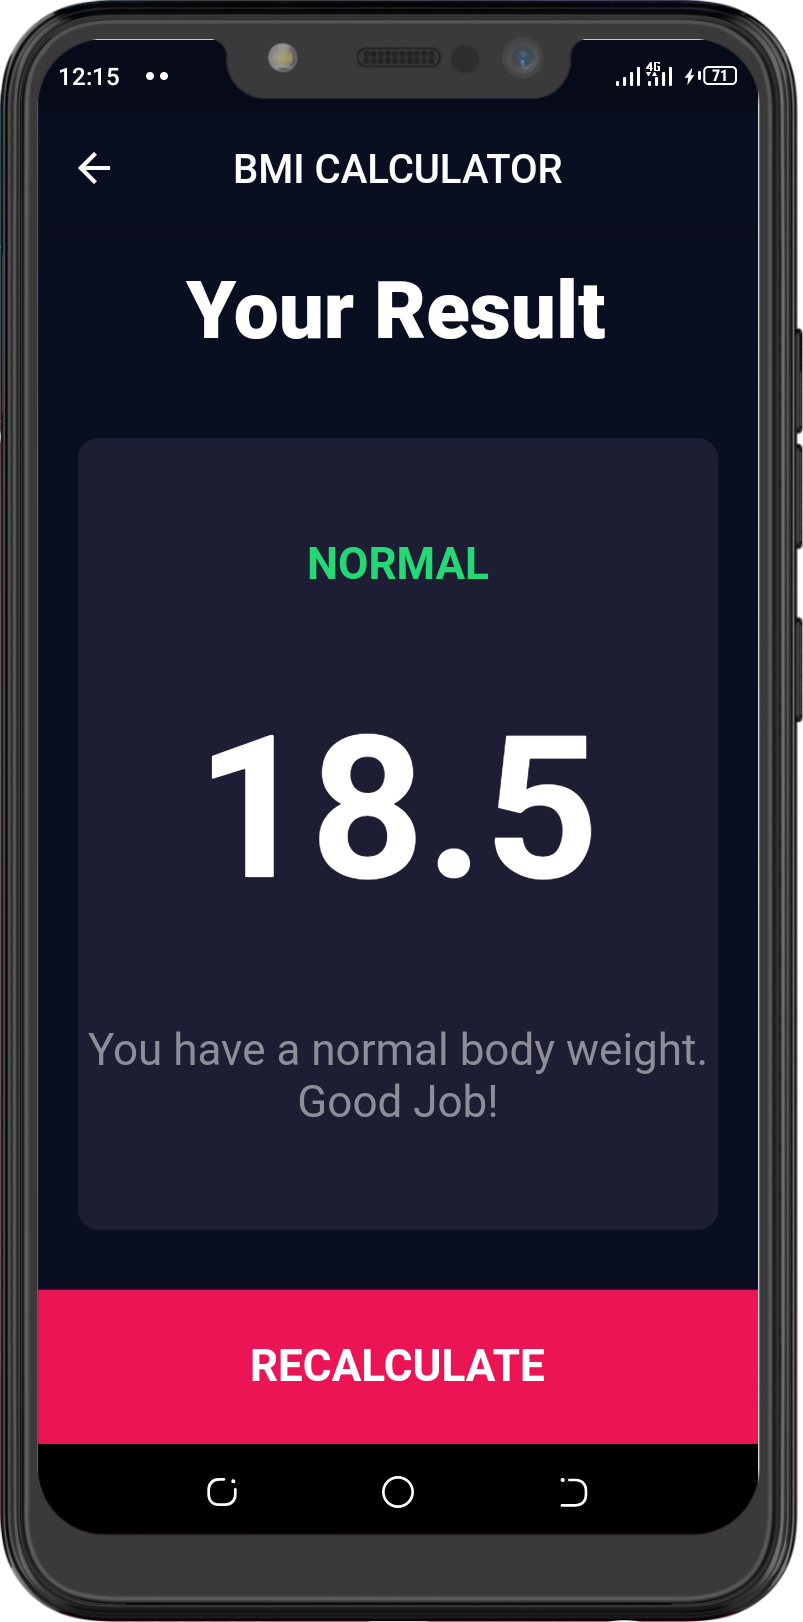 12:15
4G
71
BMI CALCULATOR
Your Result
NORMAL
18.5
You have a normal body weight.
Good Job!
RECALCULATE